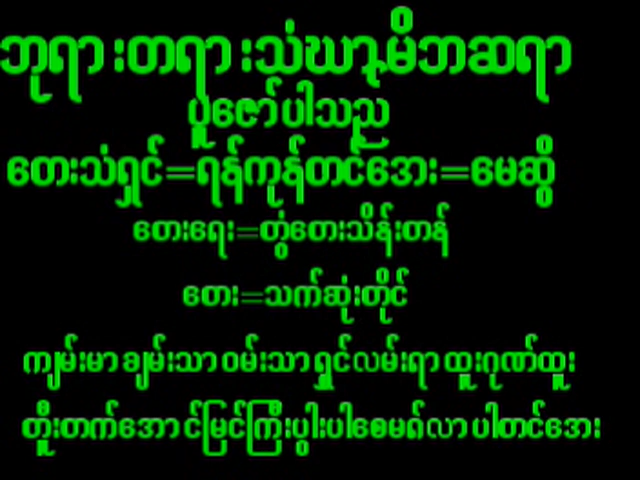 ဘုရား တရား သံဃာ့မိဘဆရာ
ပူဇော်ပါသည်
တေးသံရှင်=ရန်ကုန်တင်အေး=မေဆွိ
တေးရေး=တွံတေးသိန်းတန်
တေး=သက်ဆုံးတိုင်
ကျမ်းမာ ချမ်းသာ ဝမ်းသာ ရှုင်လမ်းရာ ထူးဂုဏ်ထူး
တိူးတက်အောင်မြင်ကြီးပွါးပါစေမရ်လာ ပါတင်အေး